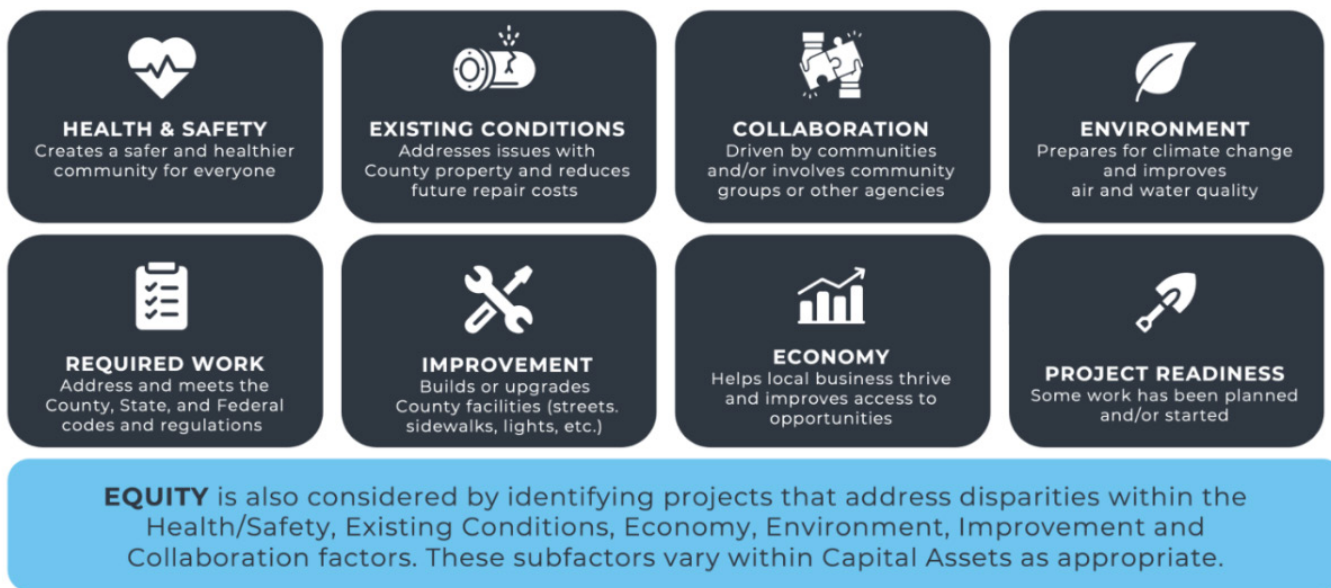 HEALTH & SAFETY
Creates a safer and healthier
community for everyone
EXISTING CONDITIONS
Addresses issues with
County property and reduces
future repair costs
COLLABORATION
Driven by communities
and/or involves community
groups or other agencies
ENVIRONMENT
Prepares for climate change
and improves
air and water quality
REQUIRED WORK
Address and meets the
County, State, and Federal
codes and regulations
IMPROVEMENT
Builds or upgrades
County facilities (streets.
sidewalks, lights, etc.)
ECONOMY
Helps local business thrive
and improves access to
opportunities
PROJECT READINESS
Some work has been planned
and/or started
EQUITY is also considered by identifying projects that address disparities within the
Health/Safety, Existing Conditions, Economy, Environment, Improvement and
Collaboration factors. These subfactors vary within Capital Assets as appropriate.